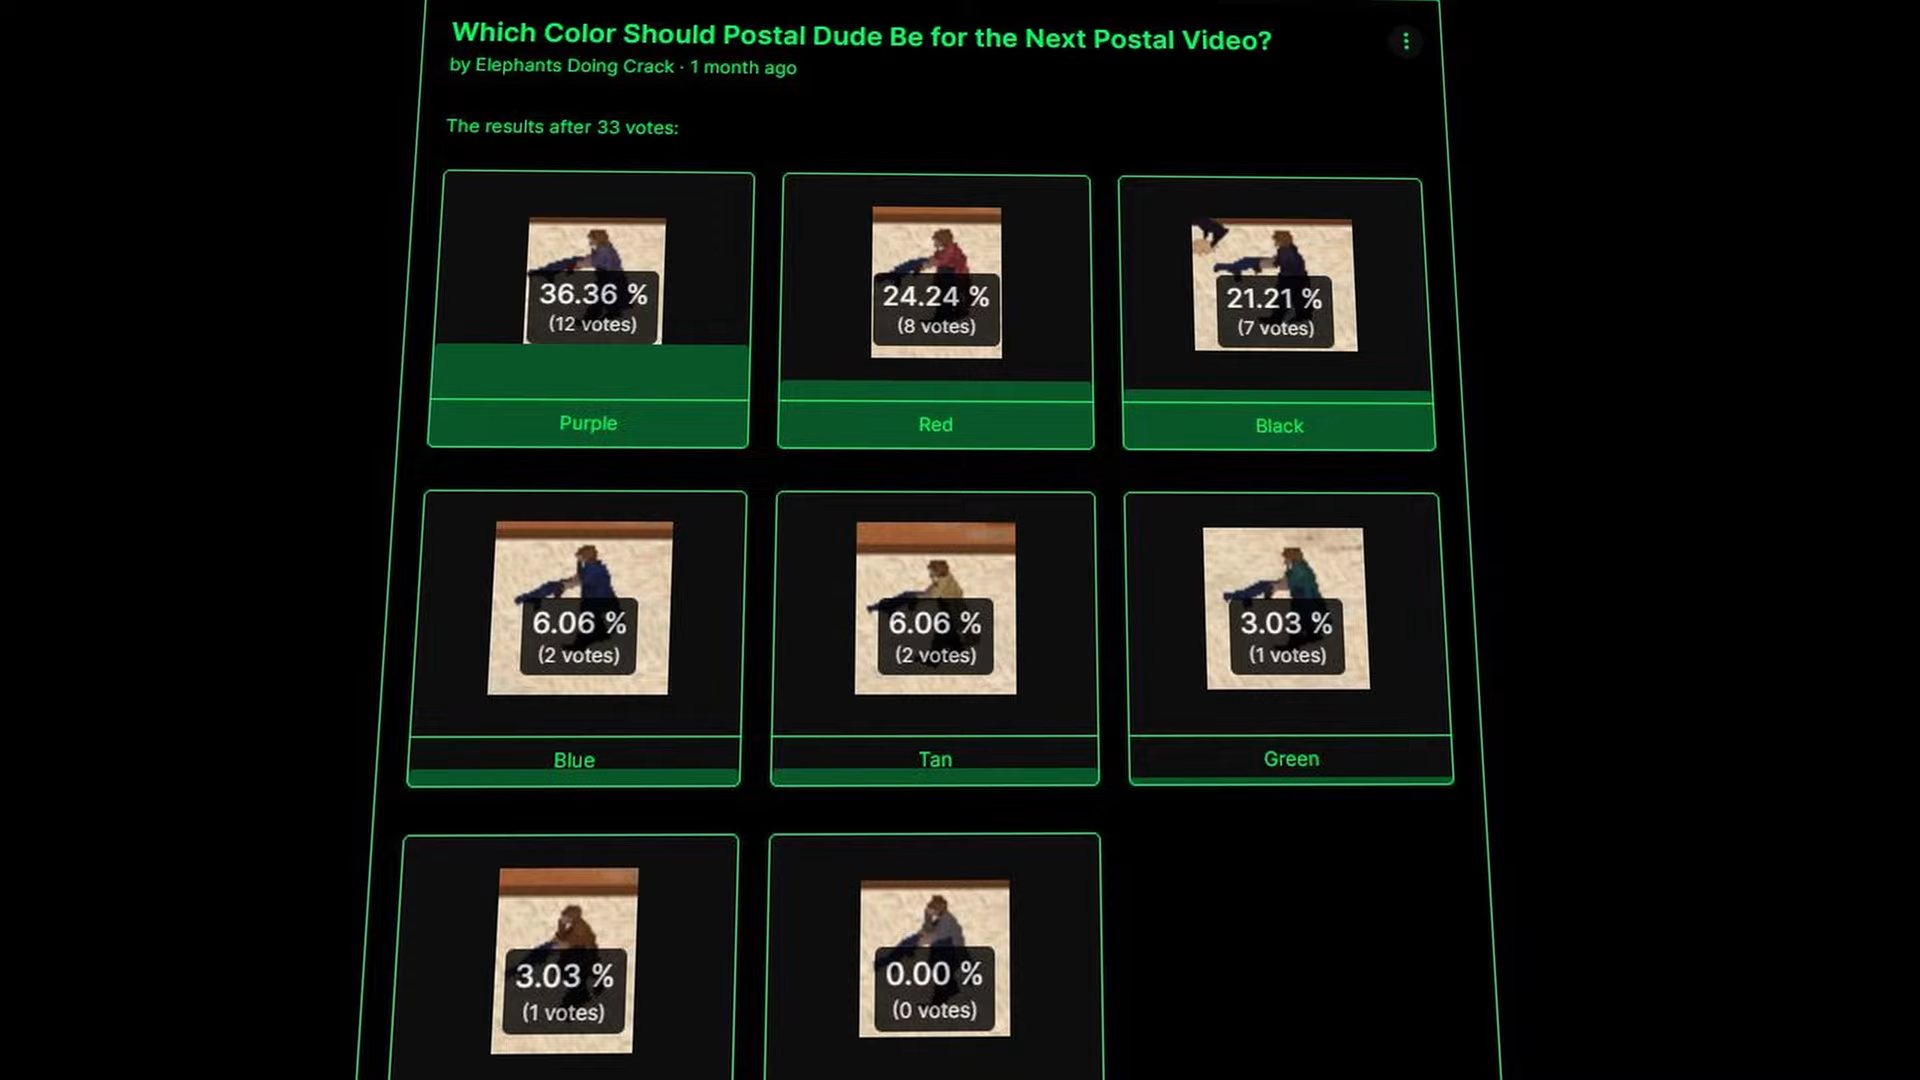 Which Color Should Postal Dude Be for the Next Postal Video?
by Elephants Doing Crack · 1 month ago
The results after 33 votes:
36.36 %
(12 votes)
Purple
24.24 %
(8 votes)
Red
21.21 %
(7 votes)
Black
6.06 %
(2 votes)
Blue
6.06 %
(2 votes)
Tan
3.03 %
(1 votes)
Green
3.03 %
(1 votes)
0.00 %
(0 votes)